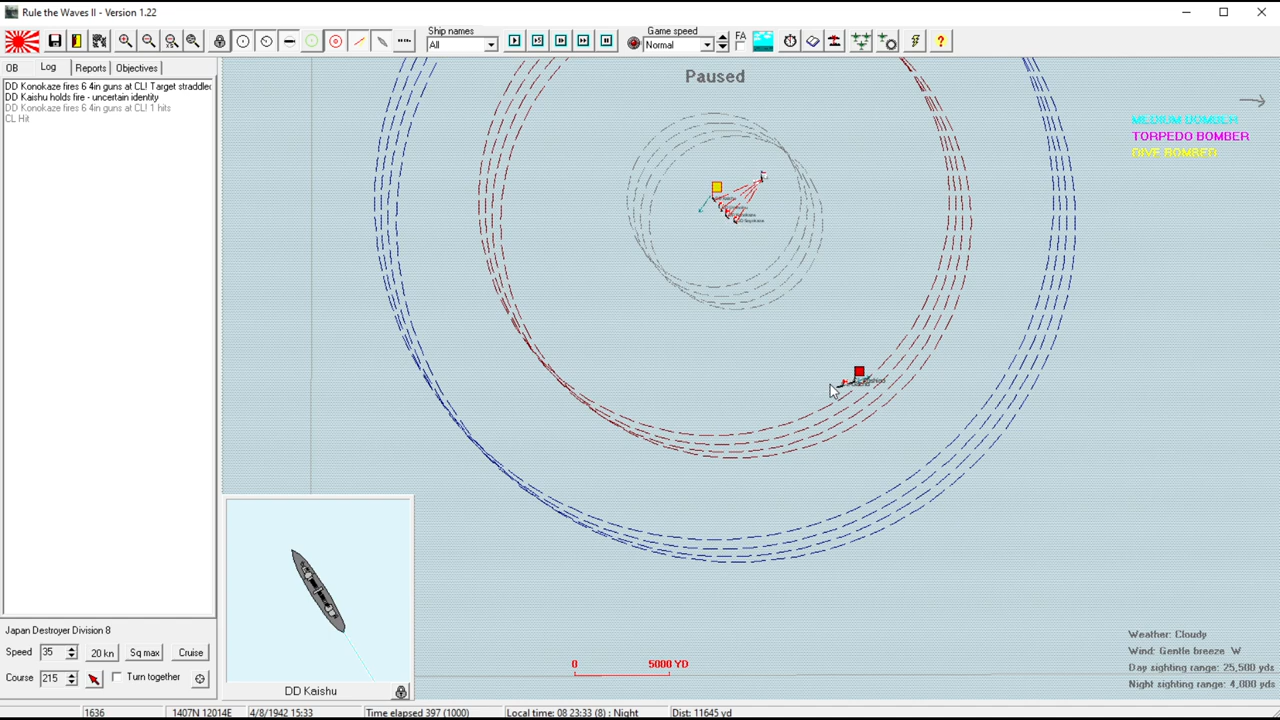 Rule the Waves II - Version 1.22
Ship names
All
Game speed
Normal
FA
OB
Log
Reports
Objectives
DD Konokaze fires 6 4in guns at CL! Target straddled
DD Kaishu holds fire - uncertain identity
DD Konokaze fires 6 4in guns at CL! 1 hits
CL Hit
Paused
MEDIUM BOMBER
TORPEDO BOMBER
DIVE BOMBER
Weather: Cloudy
Wind: Gentle breeze W
Day sighting range: 25,500 yds
Night sighting range: 4,000 yds
0
5000 YD
DD Kaishu
Japan Destroyer Division 8
Speed
35
20 kn
Sq max
Cruise
Course
215
Turn together
1636
1407N 12014E
4/8/1942 15:33
Time elapsed 397 (1000)
Local time: 08 23:33 (8) : Night
Dist: 11645 yd